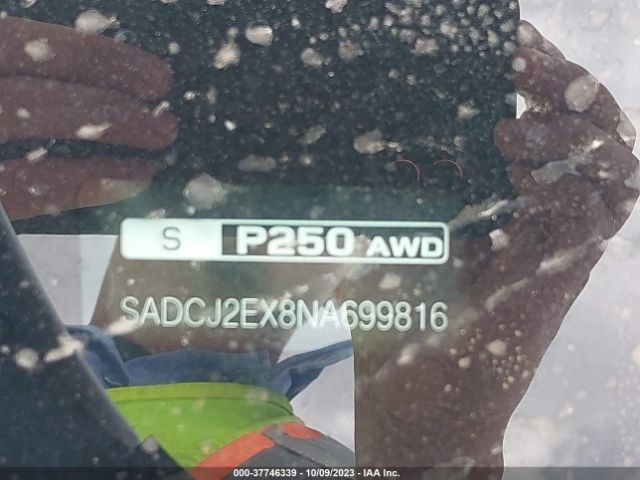 S P250 AWD
SADCJ2EX8NA699816
000-37746339 - 10/09/2023 - IAA Inc.